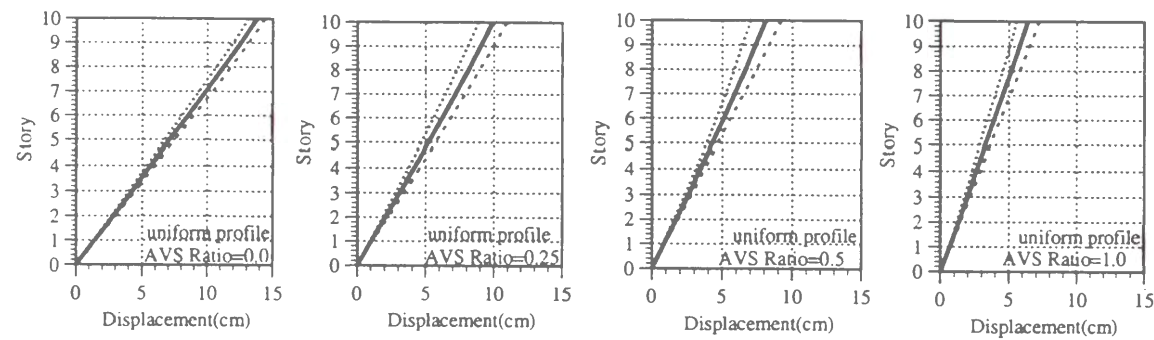 10
9
8
7
6
5
4
3
2
1
0
Story
uniform profile
AVS Ratio=0.0
0 5 10 15
Displacement(cm)
10
9
8
7
6
5
4
3
2
1
0
Story
uniform profile
AVS Ratio=0.25
0 5 10 15
Displacement(cm)
10
9
8
7
6
5
4
3
2
1
0
Story
uniform profile
AVS Ratio=0.5
0 5 10 15
Displacement(cm)
10
9
8
7
6
5
4
3
2
1
0
Story
uniform profile
AVS Ratio=1.0
0 5 10 15
Displacement(cm)